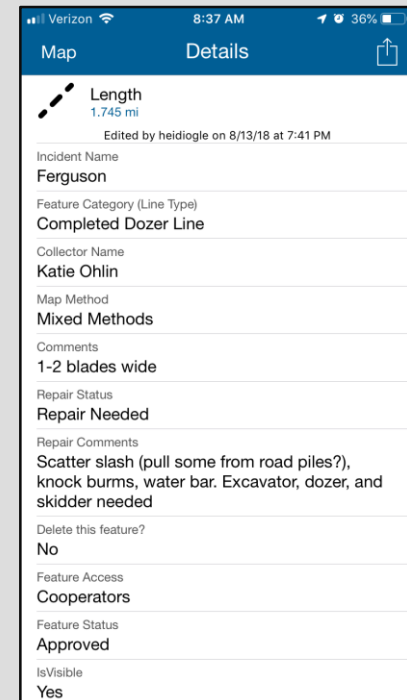 Verizon 8:37 AM 36%
Map Details
Length
1.745 mi
Edited by heidiogle on 8/13/18 at 7:41 PM
Incident Name
Ferguson
Feature Category (Line Type)
Completed Dozer Line
Collector Name
Katie Ohlin
Map Method
Mixed Methods
Comments
1-2 blades wide
Repair Status
Repair Needed
Repair Comments
Scatter slash (pull some from road piles?),
knock burms, water bar. Excavator, dozer, and
skidder needed
Delete this feature?
No
Feature Access
Cooperators
Feature Status
Approved
IsVisible
Yes